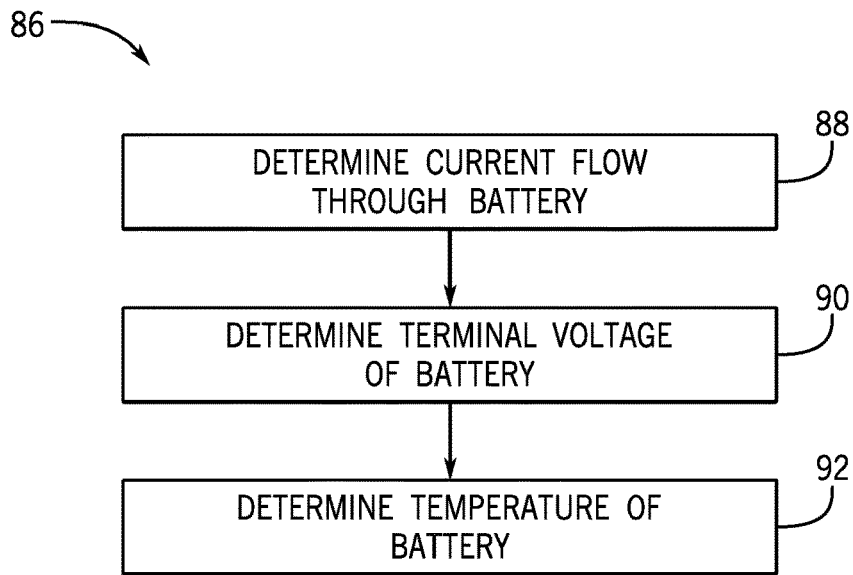 86
88
DETERMINE CURRENT FLOW
THROUGH BATTERY
90
DETERMINE TERMINAL VOLTAGE
OF BATTERY
92
DETERMINE TEMPERATURE OF
BATTERY